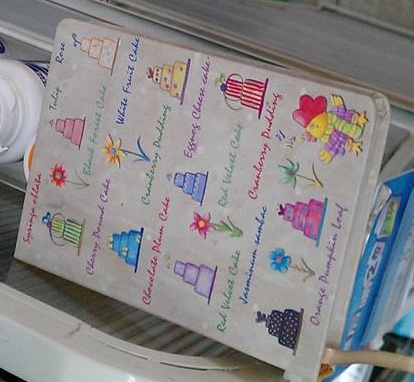 Rose
White Fruit Cake
Eggnog Cheese cake
Tulip
Black Forest Cake
Cranberry Pudding
Red Velvet Cake
Cranberry Pudding
Syringa oblata
Cherry Pound Cake
Chocolate Plum Cake
Red Velvet Cake
Jasminum sambac
Orange Pumpkin Loaf